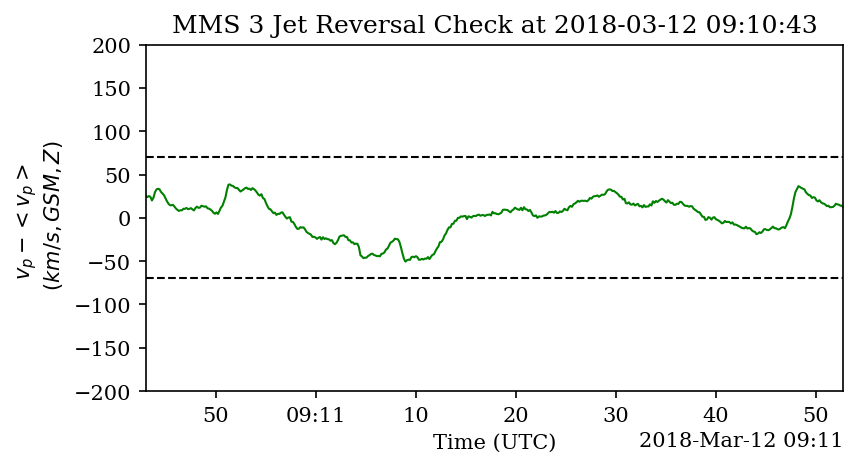 MMS 3 Jet Reversal Check at 2018-03-12 09:10:43
200
150
100
50
0
−50
−100
−150
−200
v_p − < v_p >
(km/s, GSM, Z)
50 09:11 10 20 30 40 50
Time (UTC)
2018-Mar-12 09:11